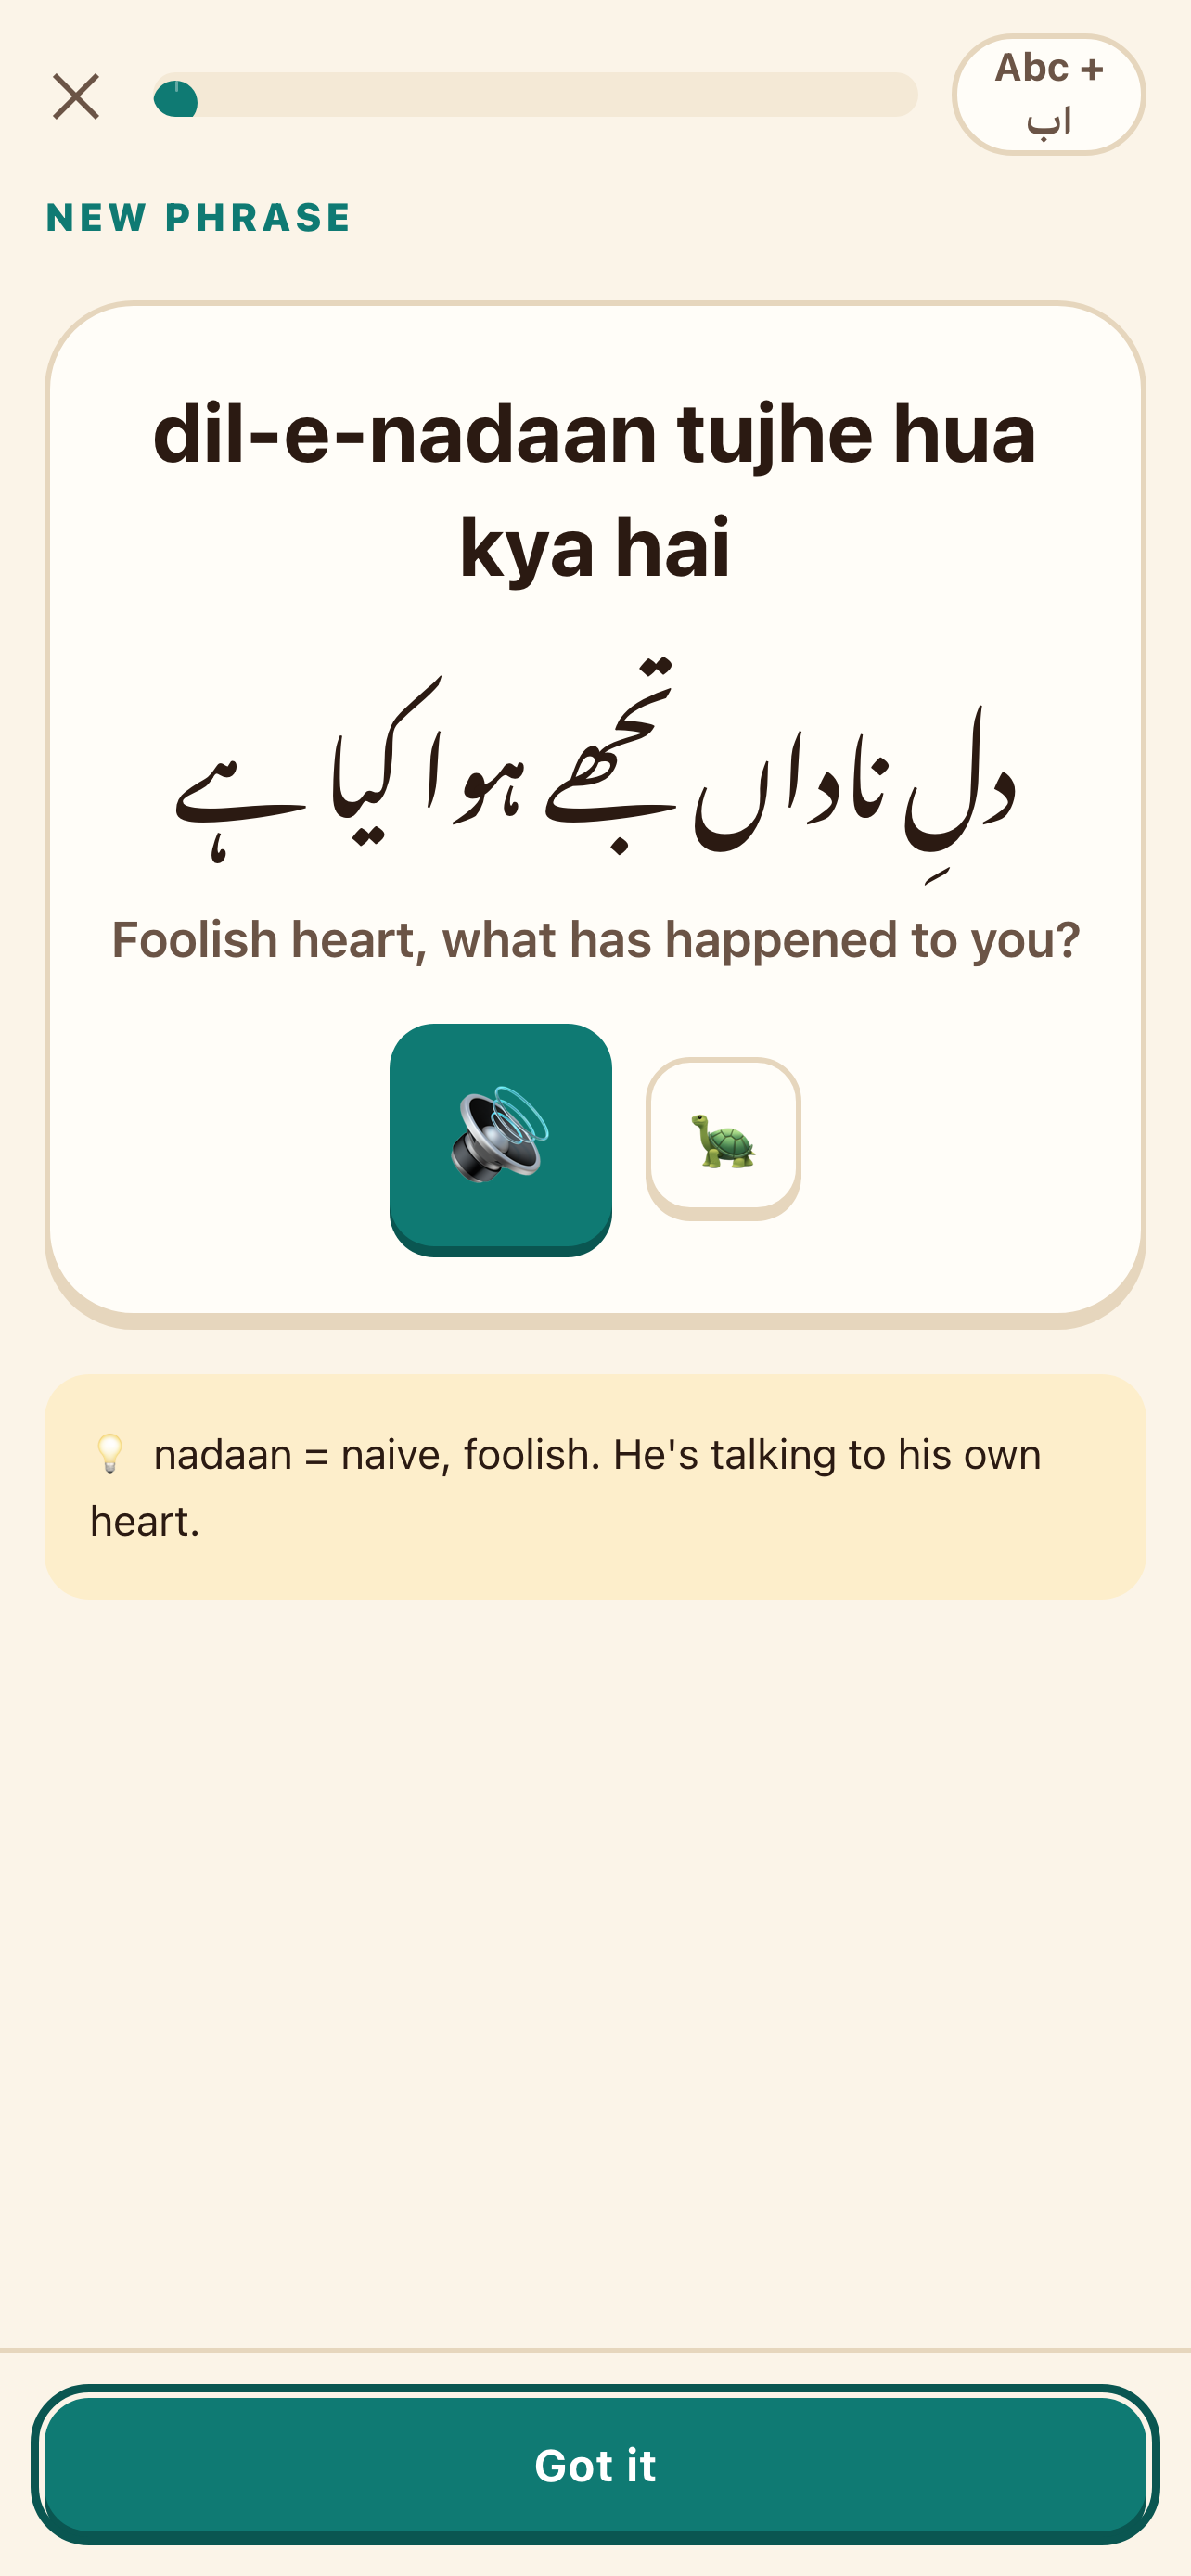 Abc +
اب
NEW PHRASE
dil-e-nadaan tujhe hua
kya hai
دلِ ناداں تجھے ہوا کیا ہے
Foolish heart, what has happened to you?
nadaan = naive, foolish. He's talking to his own
heart.
Got it